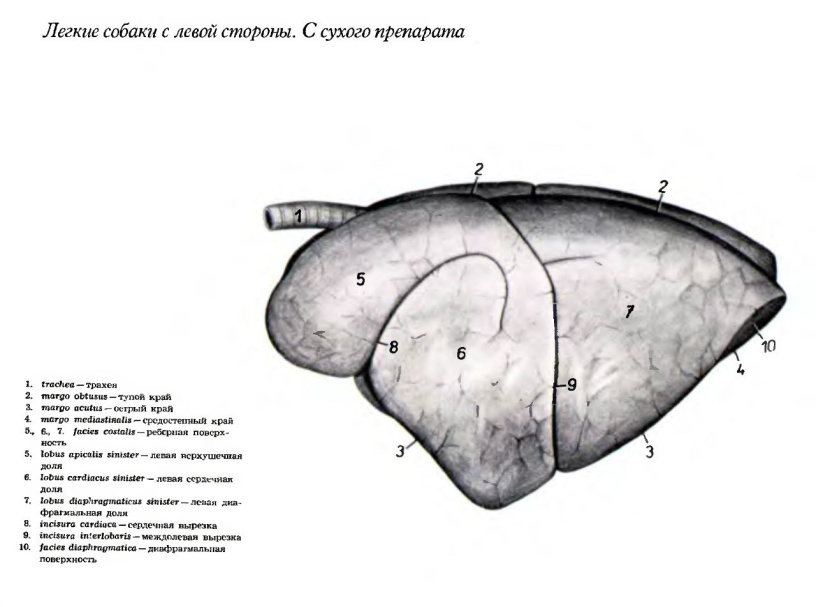 Легкие собаки с левой стороны. С сухого препарата
2
2
1
5
7
8
6
10
4
9
3
3
1. trachea — трахея
2. margo obtusus — тупой край
3. margo acutus — острый край
4. margo mediastinalis — средостенный край
5., 6., 7. facies costalis — реберная поверх-
ность
5. lobus apicalis sinister — левая верхушечная
доля
6. lobus cardiacus sinister — левая сердечная
доля
7. lobus diaphragmaticus sinister — левая диа-
фрагмальная доля
8. incisura cardiaca — сердечная вырезка
9. incisura interlobaris — междолевая вырезка
10. facies diaphragmatica — диафрагмальная
поверхность